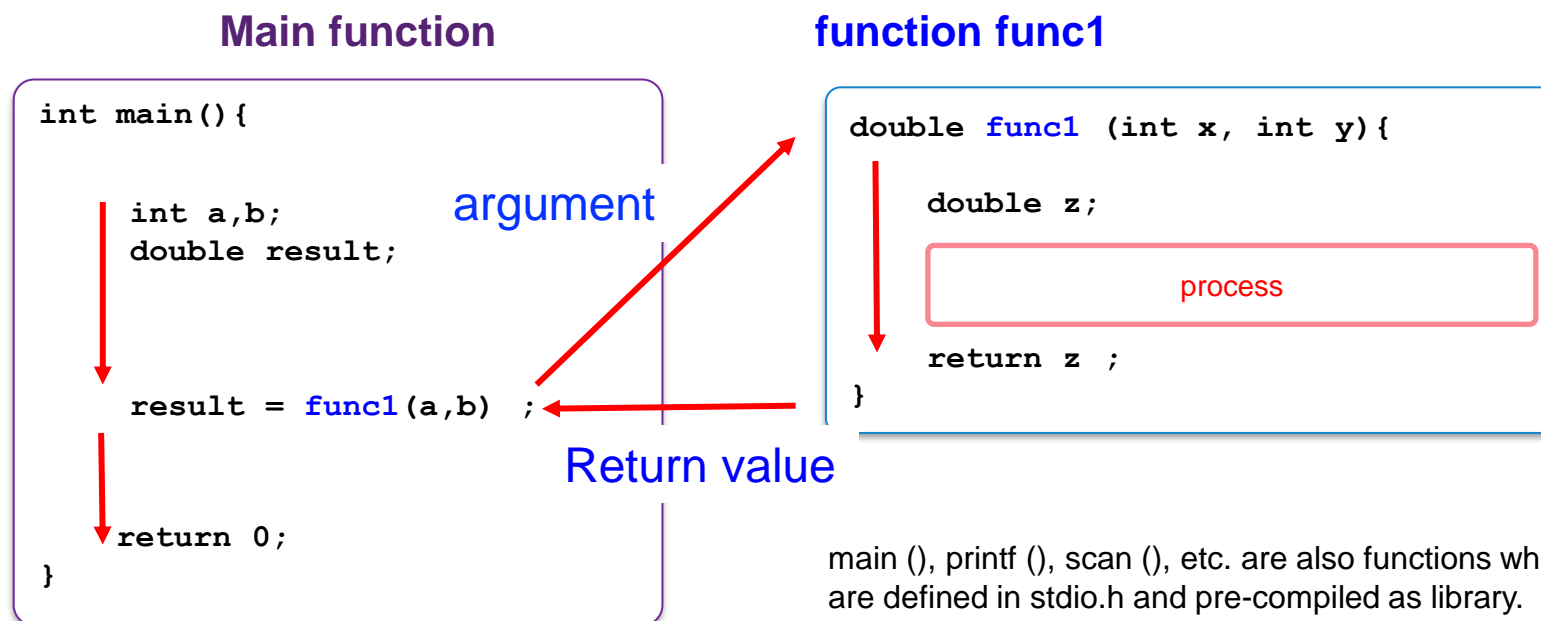 Main function
int main(){
int a,b;
double result;
argument
result = func1(a,b) ;
Return value
return 0;
}
function func1
double func1 (int x, int y){
double z;
process
return z ;
}
main (), printf (), scan (), etc. are also functions wh
are defined in stdio.h and pre-compiled as library.